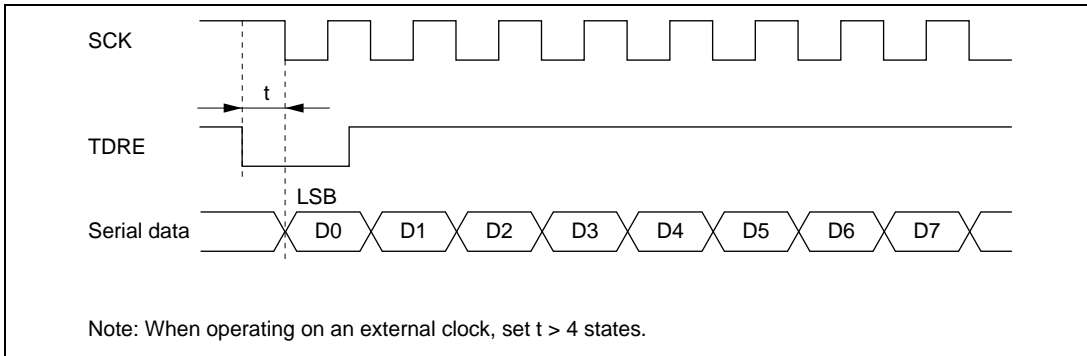 SCK
t
TDRE
LSB
Serial data D0 D1 D2 D3 D4 D5 D6 D7
Note: When operating on an external clock, set t > 4 states.